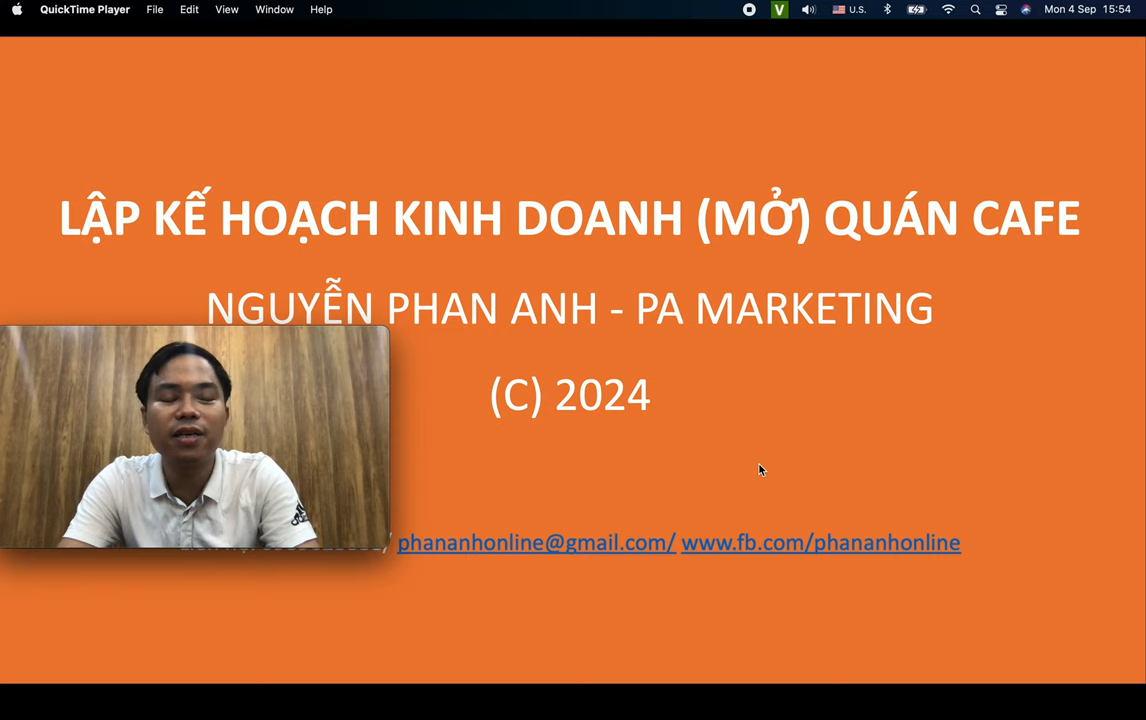 QuickTime Player File Edit View Window Help V U.S. Mon 4 Sep 15:54
LẬP KẾ HOẠCH KINH DOANH (MỞ) QUÁN CAFE
NGUYỄN PHAN ANH - PA MARKETING
(C) 2024
phananhonline@gmail.com/ www.fb.com/phananhonline